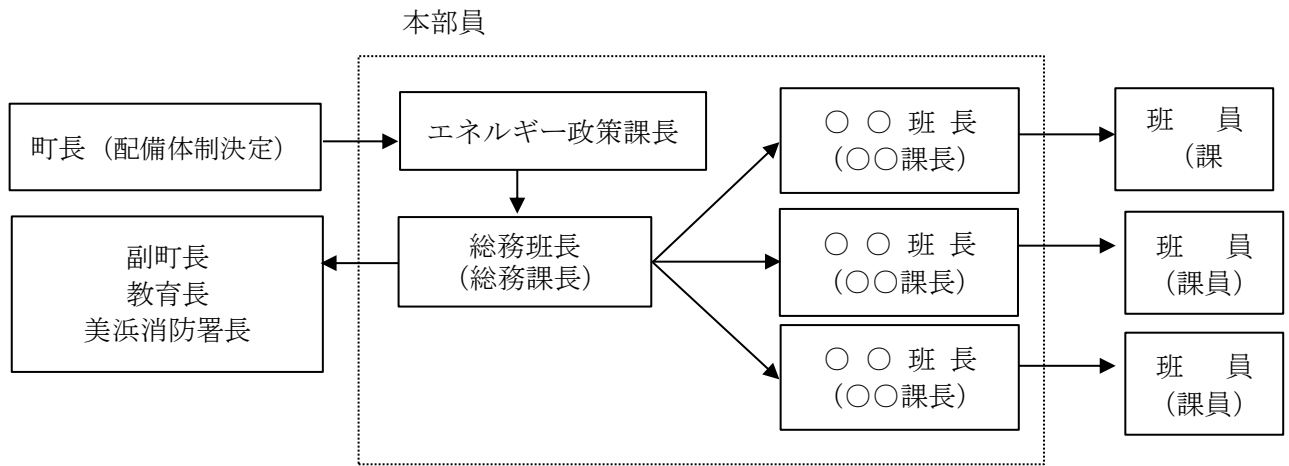 本部員
町長（配備体制決定）
エネルギー政策課長
総務班長
（総務課長）
副町長
教育長
美浜消防署長
○ ○ 班 長
（○○課長）
○ ○ 班 長
（○○課長）
○ ○ 班 長
（○○課長）
班 員
（課
班 員
（課員）
班 員
（課員）